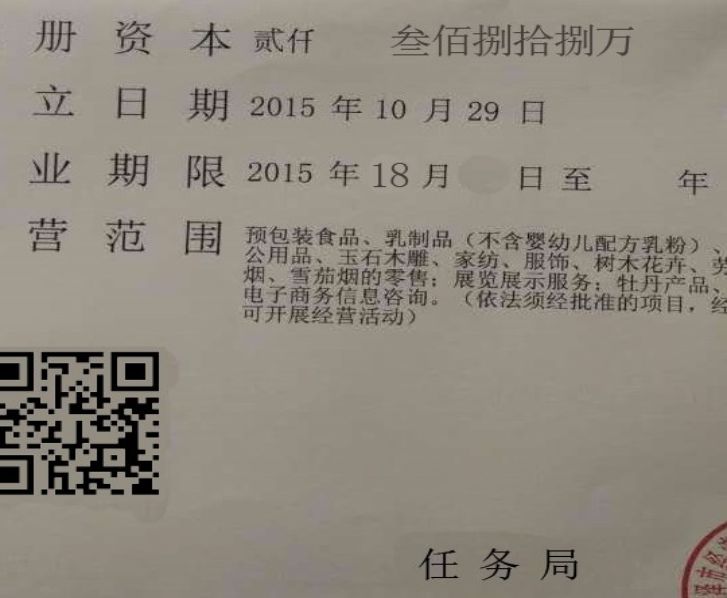 册资本 贰仟 叁佰捌拾捌万
立日期 2015 年 10 月 29 日
业期限 2015 年 18 月 日至 年
营范围 预包装食品、乳制品（不含婴幼儿配方乳粉）、
公用品、玉石木雕、家纺、服饰、树木花卉、劳
烟、雪茄烟的零售；展览展示服务；牡丹产品、
电子商务信息咨询。（依法须经批准的项目，经
可开展经营活动）
任务局